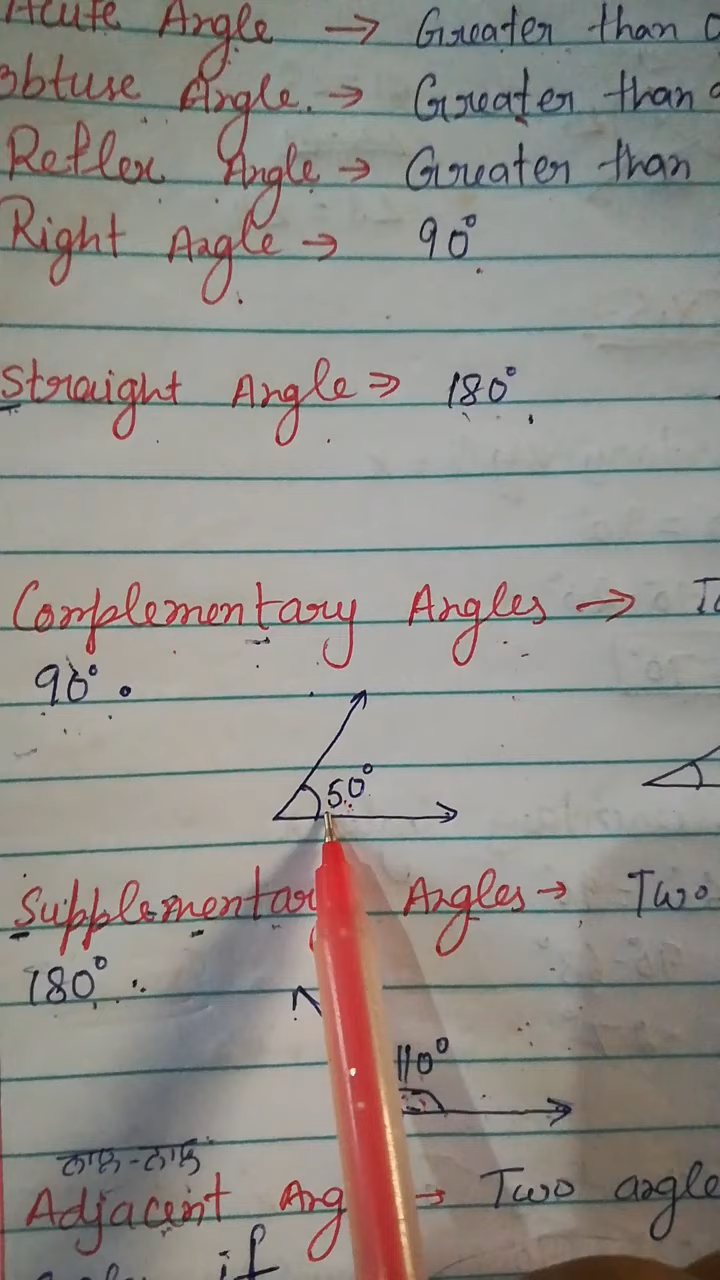 Acute Angle → Greater than
Obtuse Angle. → Greater than
Reflex Angle → Greater than
Right Angle → 90°
Straight Angle ⇒ 180°
Complementary Angles →
90°.
50°
Supplementary Angles → Two
180°.
110°
ਨਾਲ-ਨਾਲ
Adjacent Ang → Two angle
if